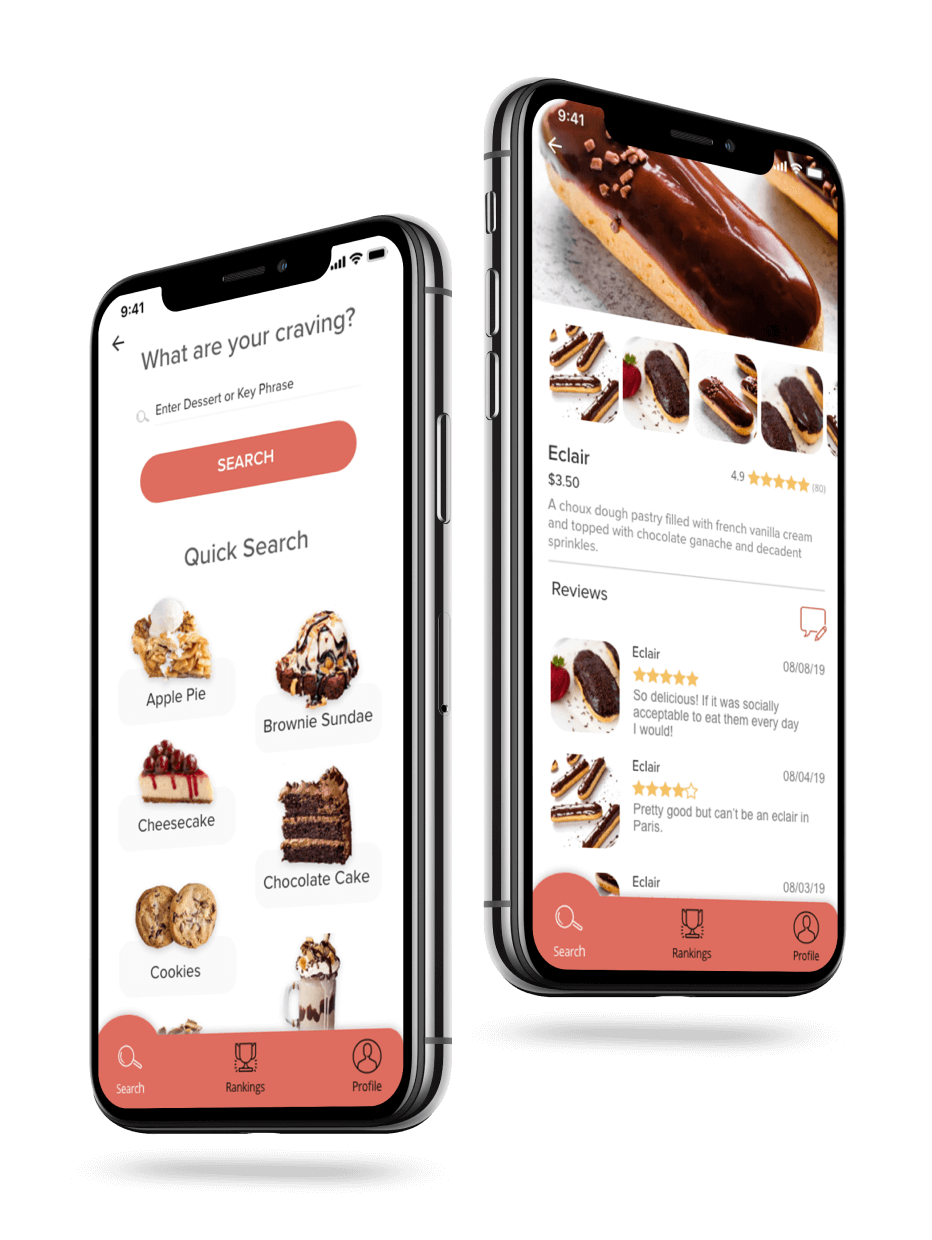 9:41
What are your craving?
Enter Dessert or Key Phrase
SEARCH
Quick Search
Apple Pie
Brownie Sundae
Cheesecake
Chocolate Cake
Cookies
Search
Rankings
Profile
9:41
Eclair
$3.50
4.9
(80)
A choux dough pastry filled with french vanilla cream
and topped with chocolate ganache and decadent
sprinkles.
Reviews
Eclair
08/08/19
So delicious! If it was socially
acceptable to eat them every day
I would!
Eclair
08/04/19
Pretty good but can't be an eclair in
Paris.
Eclair
08/03/19
Search
Rankings
Profile